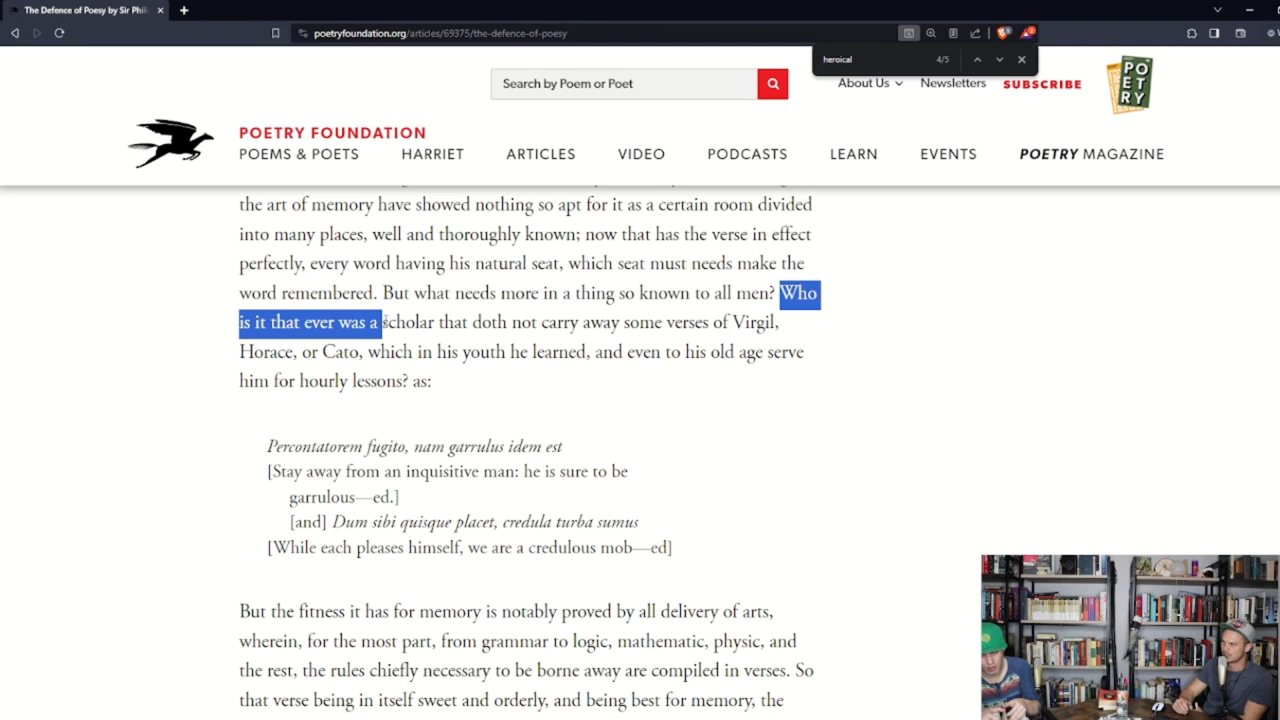 The Defence of Poesy by Sir Phil
poetryfoundation.org/articles/69375/the-defence-of-poesy
heroical
4/5
Search by Poem or Poet
About Us
Newsletters
SUBSCRIBE
PO
ET
RY
POETRY FOUNDATION
POEMS & POETS
HARRIET
ARTICLES
VIDEO
PODCASTS
LEARN
EVENTS
POETRY MAGAZINE
the art of memory have showed nothing so apt for it as a certain room divided
into many places, well and thoroughly known; now that has the verse in effect
perfectly, every word having his natural seat, which seat must needs make the
word remembered. But what needs more in a thing so known to all men? Who
is it that ever was a scholar that doth not carry away some verses of Virgil,
Horace, or Cato, which in his youth he learned, and even to his old age serve
him for hourly lessons? as:
Percontatorem fugito, nam garrulus idem est
[Stay away from an inquisitive man: he is sure to be
garrulous—ed.]
[and] Dum sibi quisque placet, credula turba sumus
[While each pleases himself, we are a credulous mob—ed]
But the fitness it has for memory is notably proved by all delivery of arts,
wherein, for the most part, from grammar to logic, mathematic, physic, and
the rest, the rules chiefly necessary to be borne away are compiled in verses. So
that verse being in itself sweet and orderly, and being best for memory, the